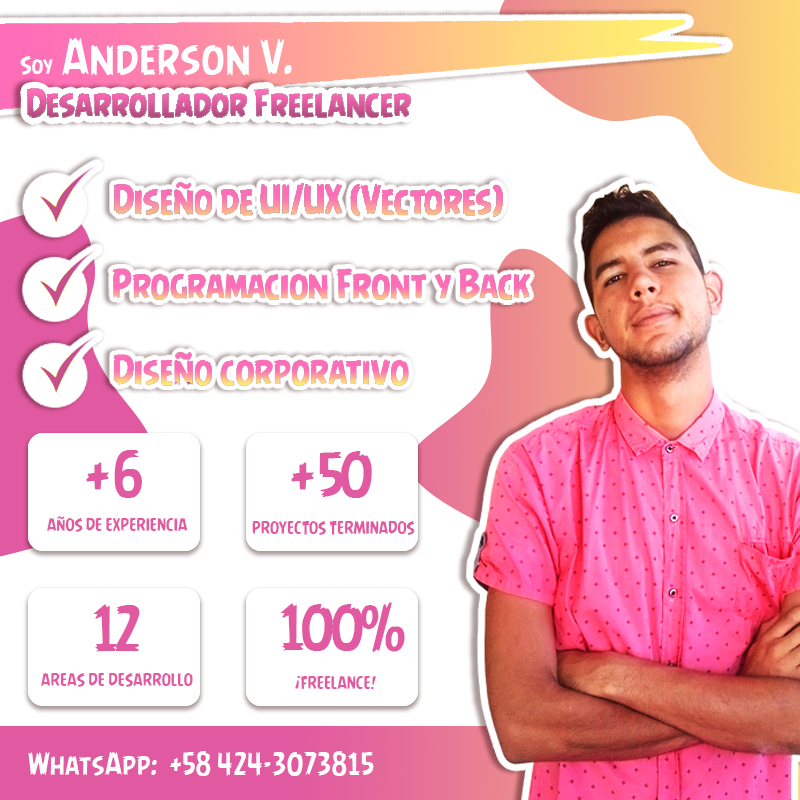 Soy Anderson V.
Desarrollador Freelancer
Diseño de UI/UX (Vectores)
Programacion Front y Back
Diseño corporativo
+6
años de experiencia
+50
proyectos terminados
12
areas de desarrollo
100%
¡freelance!
WhatsApp: +58 424-3073815